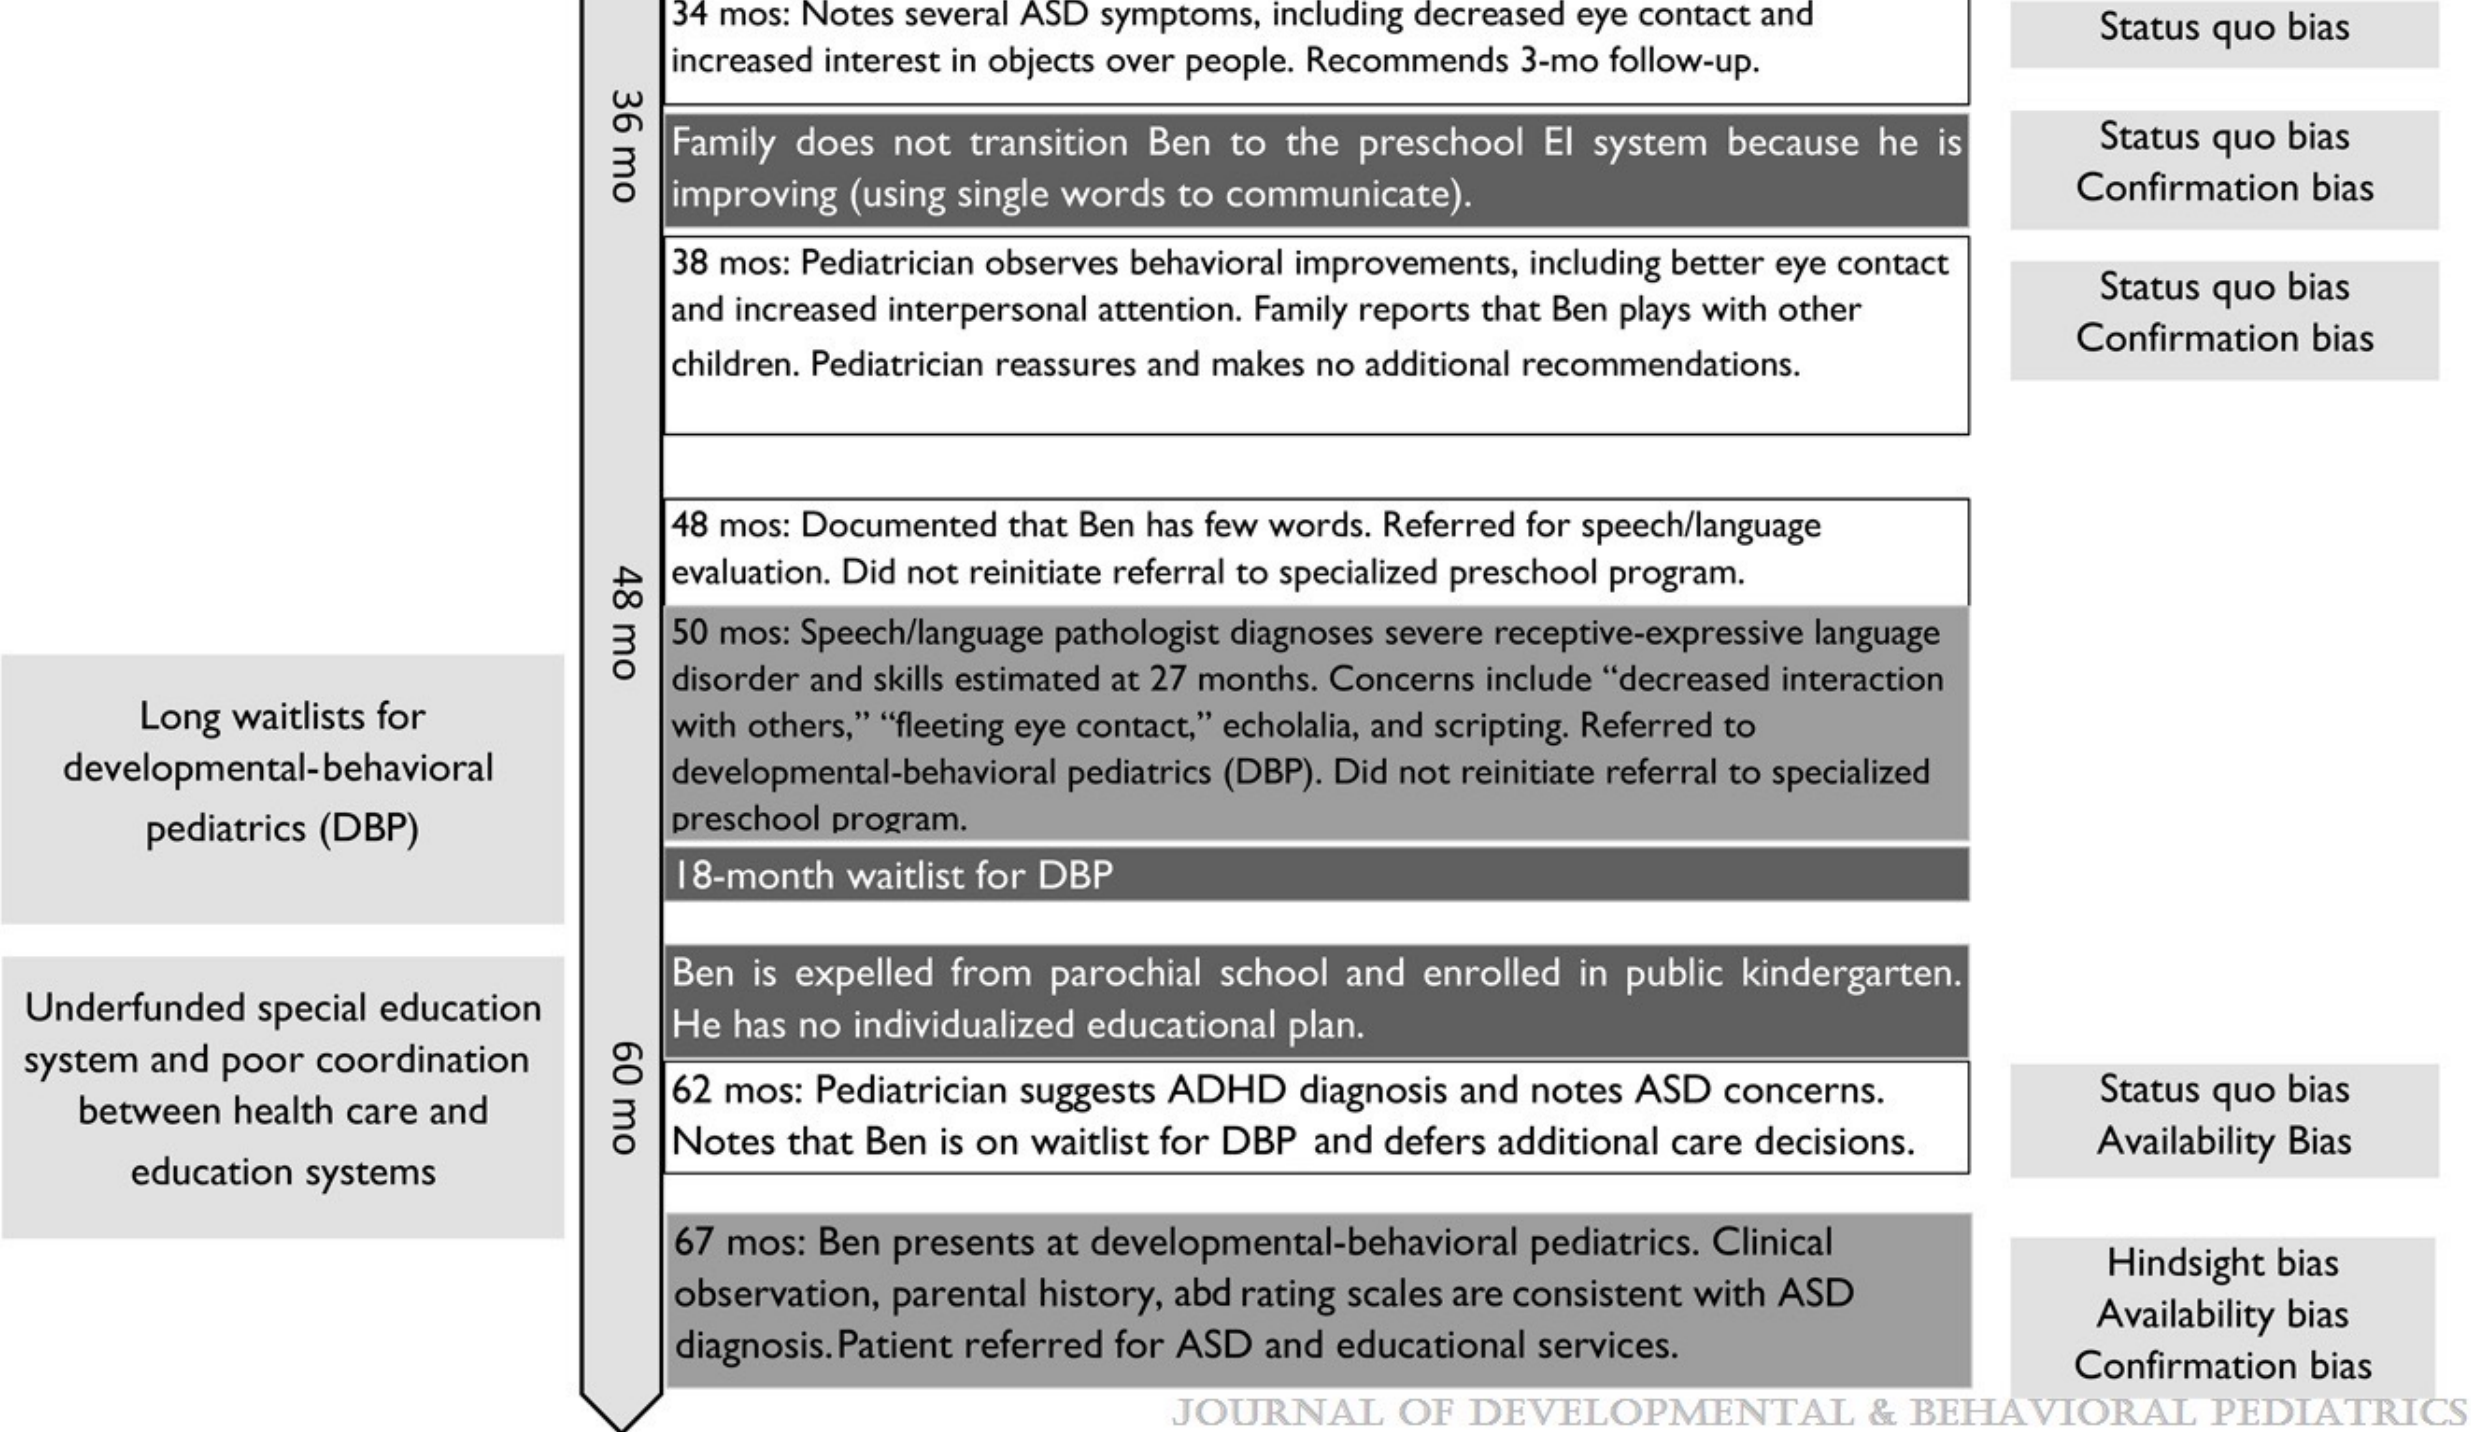 34 mos: Notes several ASD symptoms, including decreased eye contact and
increased interest in objects over people. Recommends 3-mo follow-up.
Status quo bias
36 mo
Family does not transition Ben to the preschool EI system because he is
improving (using single words to communicate).
Status quo bias
Confirmation bias
38 mos: Pediatrician observes behavioral improvements, including better eye contact
and increased interpersonal attention. Family reports that Ben plays with other
children. Pediatrician reassures and makes no additional recommendations.
Status quo bias
Confirmation bias
48 mo
48 mos: Documented that Ben has few words. Referred for speech/language
evaluation. Did not reinitiate referral to specialized preschool program.
50 mos: Speech/language pathologist diagnoses severe receptive-expressive language
disorder and skills estimated at 27 months. Concerns include “decreased interaction
with others,” “fleeting eye contact,” echolalia, and scripting. Referred to
developmental-behavioral pediatrics (DBP). Did not reinitiate referral to specialized
preschool program.
Long waitlists for
developmental-behavioral
pediatrics (DBP)
18-month waitlist for DBP
Underfunded special education
system and poor coordination
between health care and
education systems
Ben is expelled from parochial school and enrolled in public kindergarten.
He has no individualized educational plan.
60 mo
62 mos: Pediatrician suggests ADHD diagnosis and notes ASD concerns.
Notes that Ben is on waitlist for DBP and defers additional care decisions.
Status quo bias
Availability Bias
67 mos: Ben presents at developmental-behavioral pediatrics. Clinical
observation, parental history, abd rating scales are consistent with ASD
diagnosis. Patient referred for ASD and educational services.
Hindsight bias
Availability bias
Confirmation bias
JOURNAL OF DEVELOPMENTAL & BEHAVIORAL PEDIATRICS